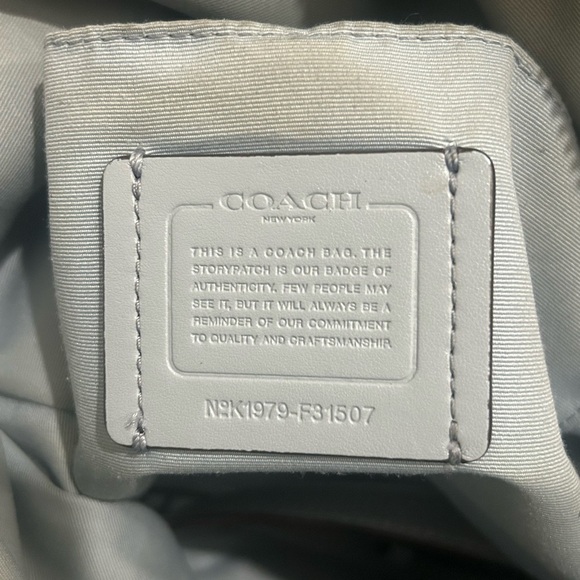 COACH
NEW YORK
THIS IS A COACH BAG. THE
STORYPATCH IS OUR BADGE OF
AUTHENTICITY. FEW PEOPLE MAY
SEE IT, BUT IT WILL ALWAYS BE A
REMINDER OF OUR COMMITMENT
TO QUALITY AND CRAFTSMANSHIP.
NºK1979-F31507